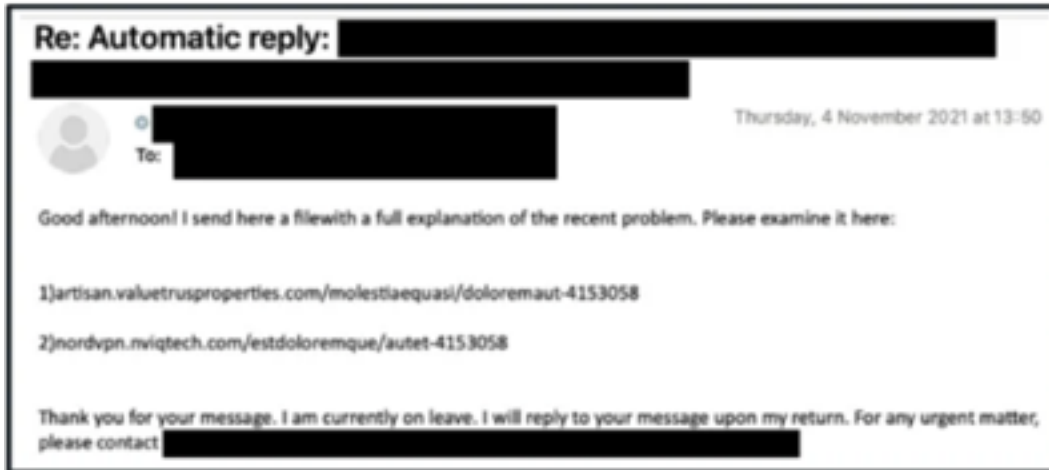 Re: Automatic reply:
Thursday, 4 November 2021 at 13:50
To:
Good afternoon! I send here a filewith a full explanation of the recent problem. Please examine it here:
1)artisan.valuetrusproperties.com/molestiaequasi/doloremaut-4153058
2)nordvpn.nviqtech.com/estdoloremque/autet-4153058
Thank you for your message. I am currently on leave. I will reply to your message upon my return. For any urgent matter,
please contact